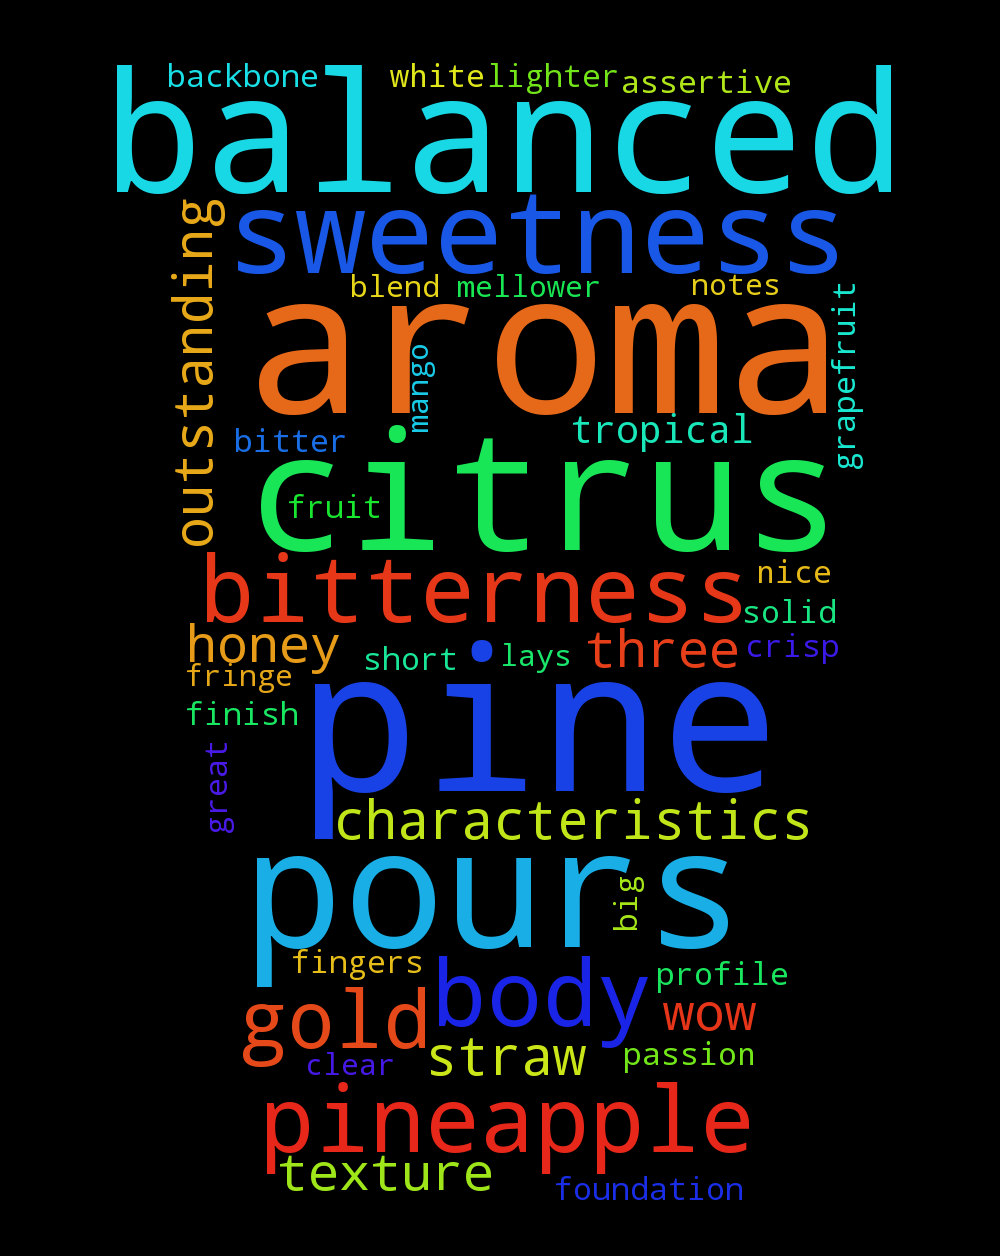 backbone
white
lighter
assertive
balanced
outstanding
sweetness
blend
mellower
notes
aroma
mango
grapefruit
bitter
tropical
citrus
fruit
bitterness
nice
solid
honey
short
lays
three
crisp
fringe
pine
finish
great
characteristics
pours
big
fingers
body
profile
gold
wow
straw
passion
clear
pineapple
texture
foundation